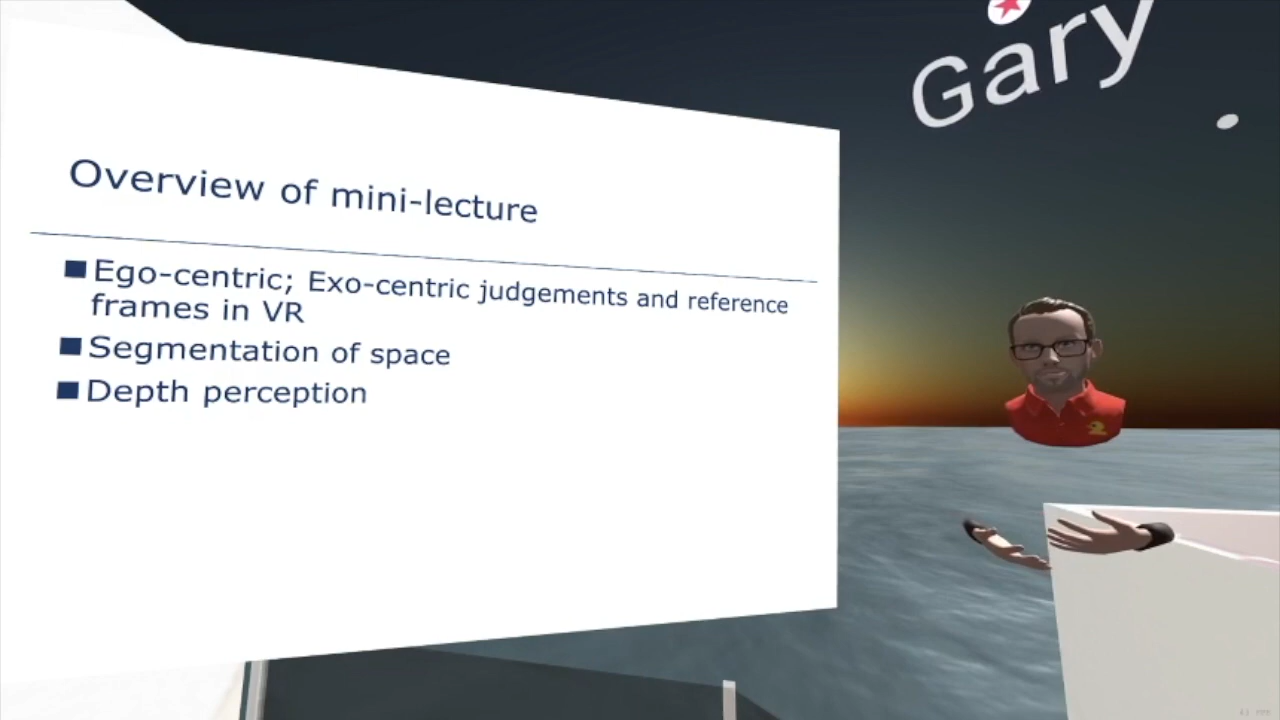 Gary
Overview of mini-lecture
Ego-centric; Exo-centric judgements and reference
frames in VR
Segmentation of space
Depth perception